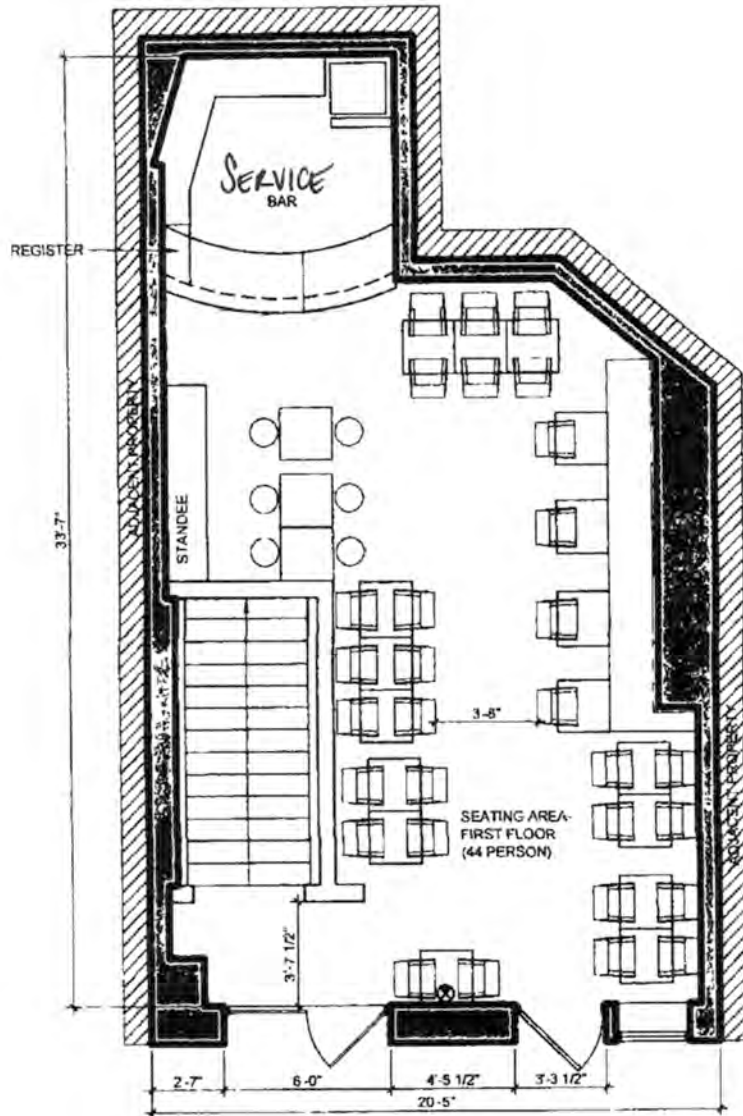 SERVICE
BAR
REGISTER
ADJACENT PROPERTY
33'-7"
STANDEE
3'-6"
ADJACENT PROPERTY
SEATING AREA-
FIRST FLOOR
(44 PERSON)
3'-7 1/2"
2'-7"
6'-0"
4'-5 1/2"
3'-3 1/2"
20'-5"